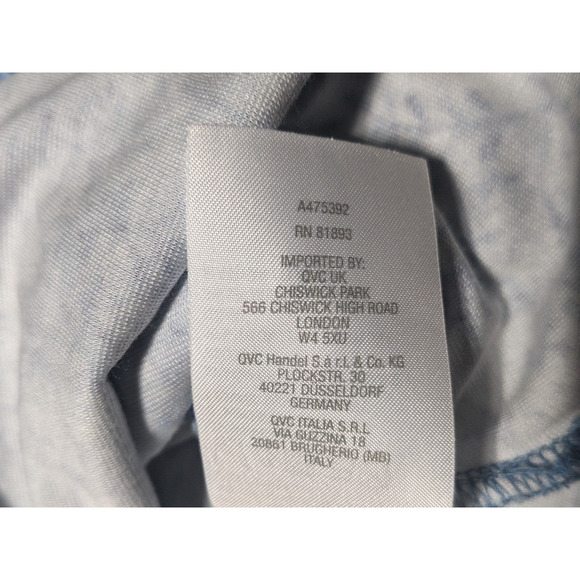 A475392
RN 81893
IMPORTED BY:
QVC UK
CHISWICK PARK
566 CHISWICK HIGH ROAD
LONDON
W4 5XU
QVC Handel S.à r.l. & Co. KG
PLOCKSTR. 30
40221 DÜSSELDORF
GERMANY
QVC ITALIA S.R.L
VIA GUZZINA 18
20861 BRUGHERIO (MB)
ITALY